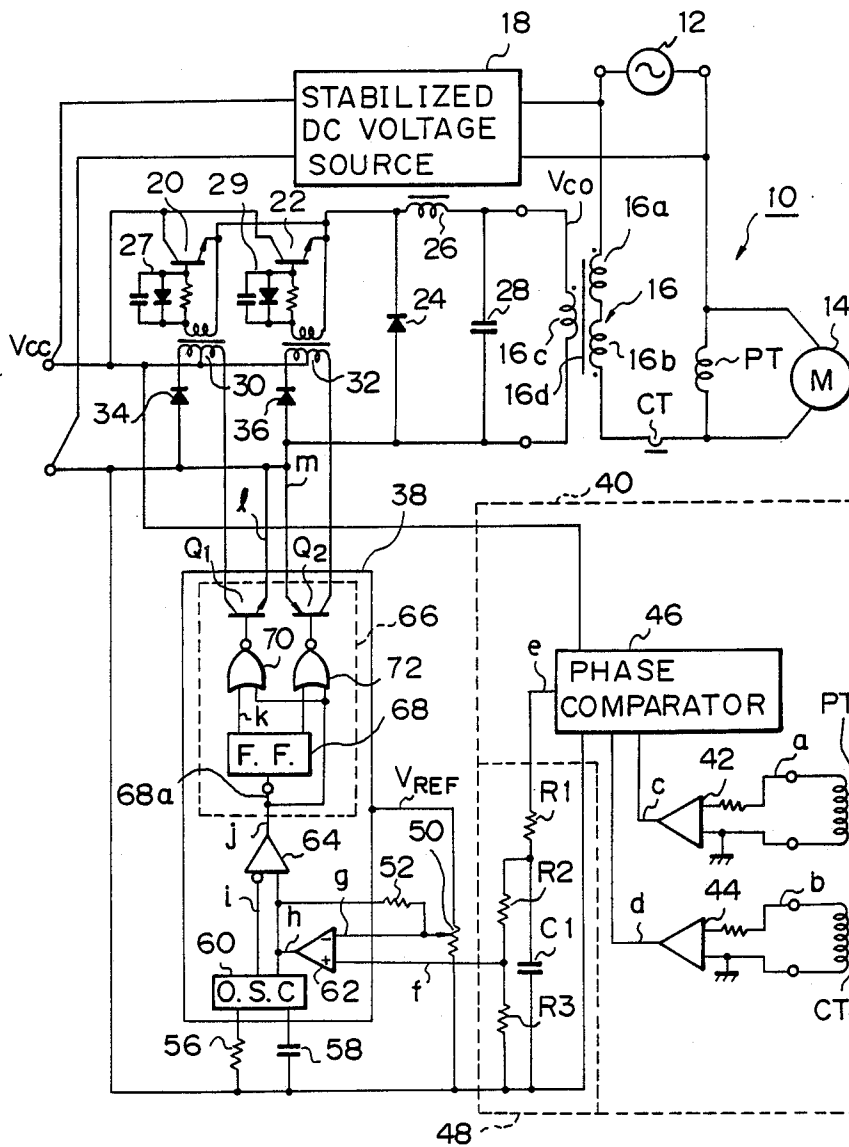 18
12
STABILIZED
DC VOLTAGE
SOURCE
VCO
20
29
22
27
26
16a
10
16
24
28
16c
16b
16d
PT
14
M
CT
VCC
30
32
34
36
m
l
38
40
Q1
Q2
66
70
72
k
68
F. F.
68a
VREF
j
64
50
52
g
i
h
60
62
f
O.S.C
56
58
46
e
PHASE
COMPARATOR
PT
a
42
c
R1
R2
C1
R3
b
44
d
CT
48